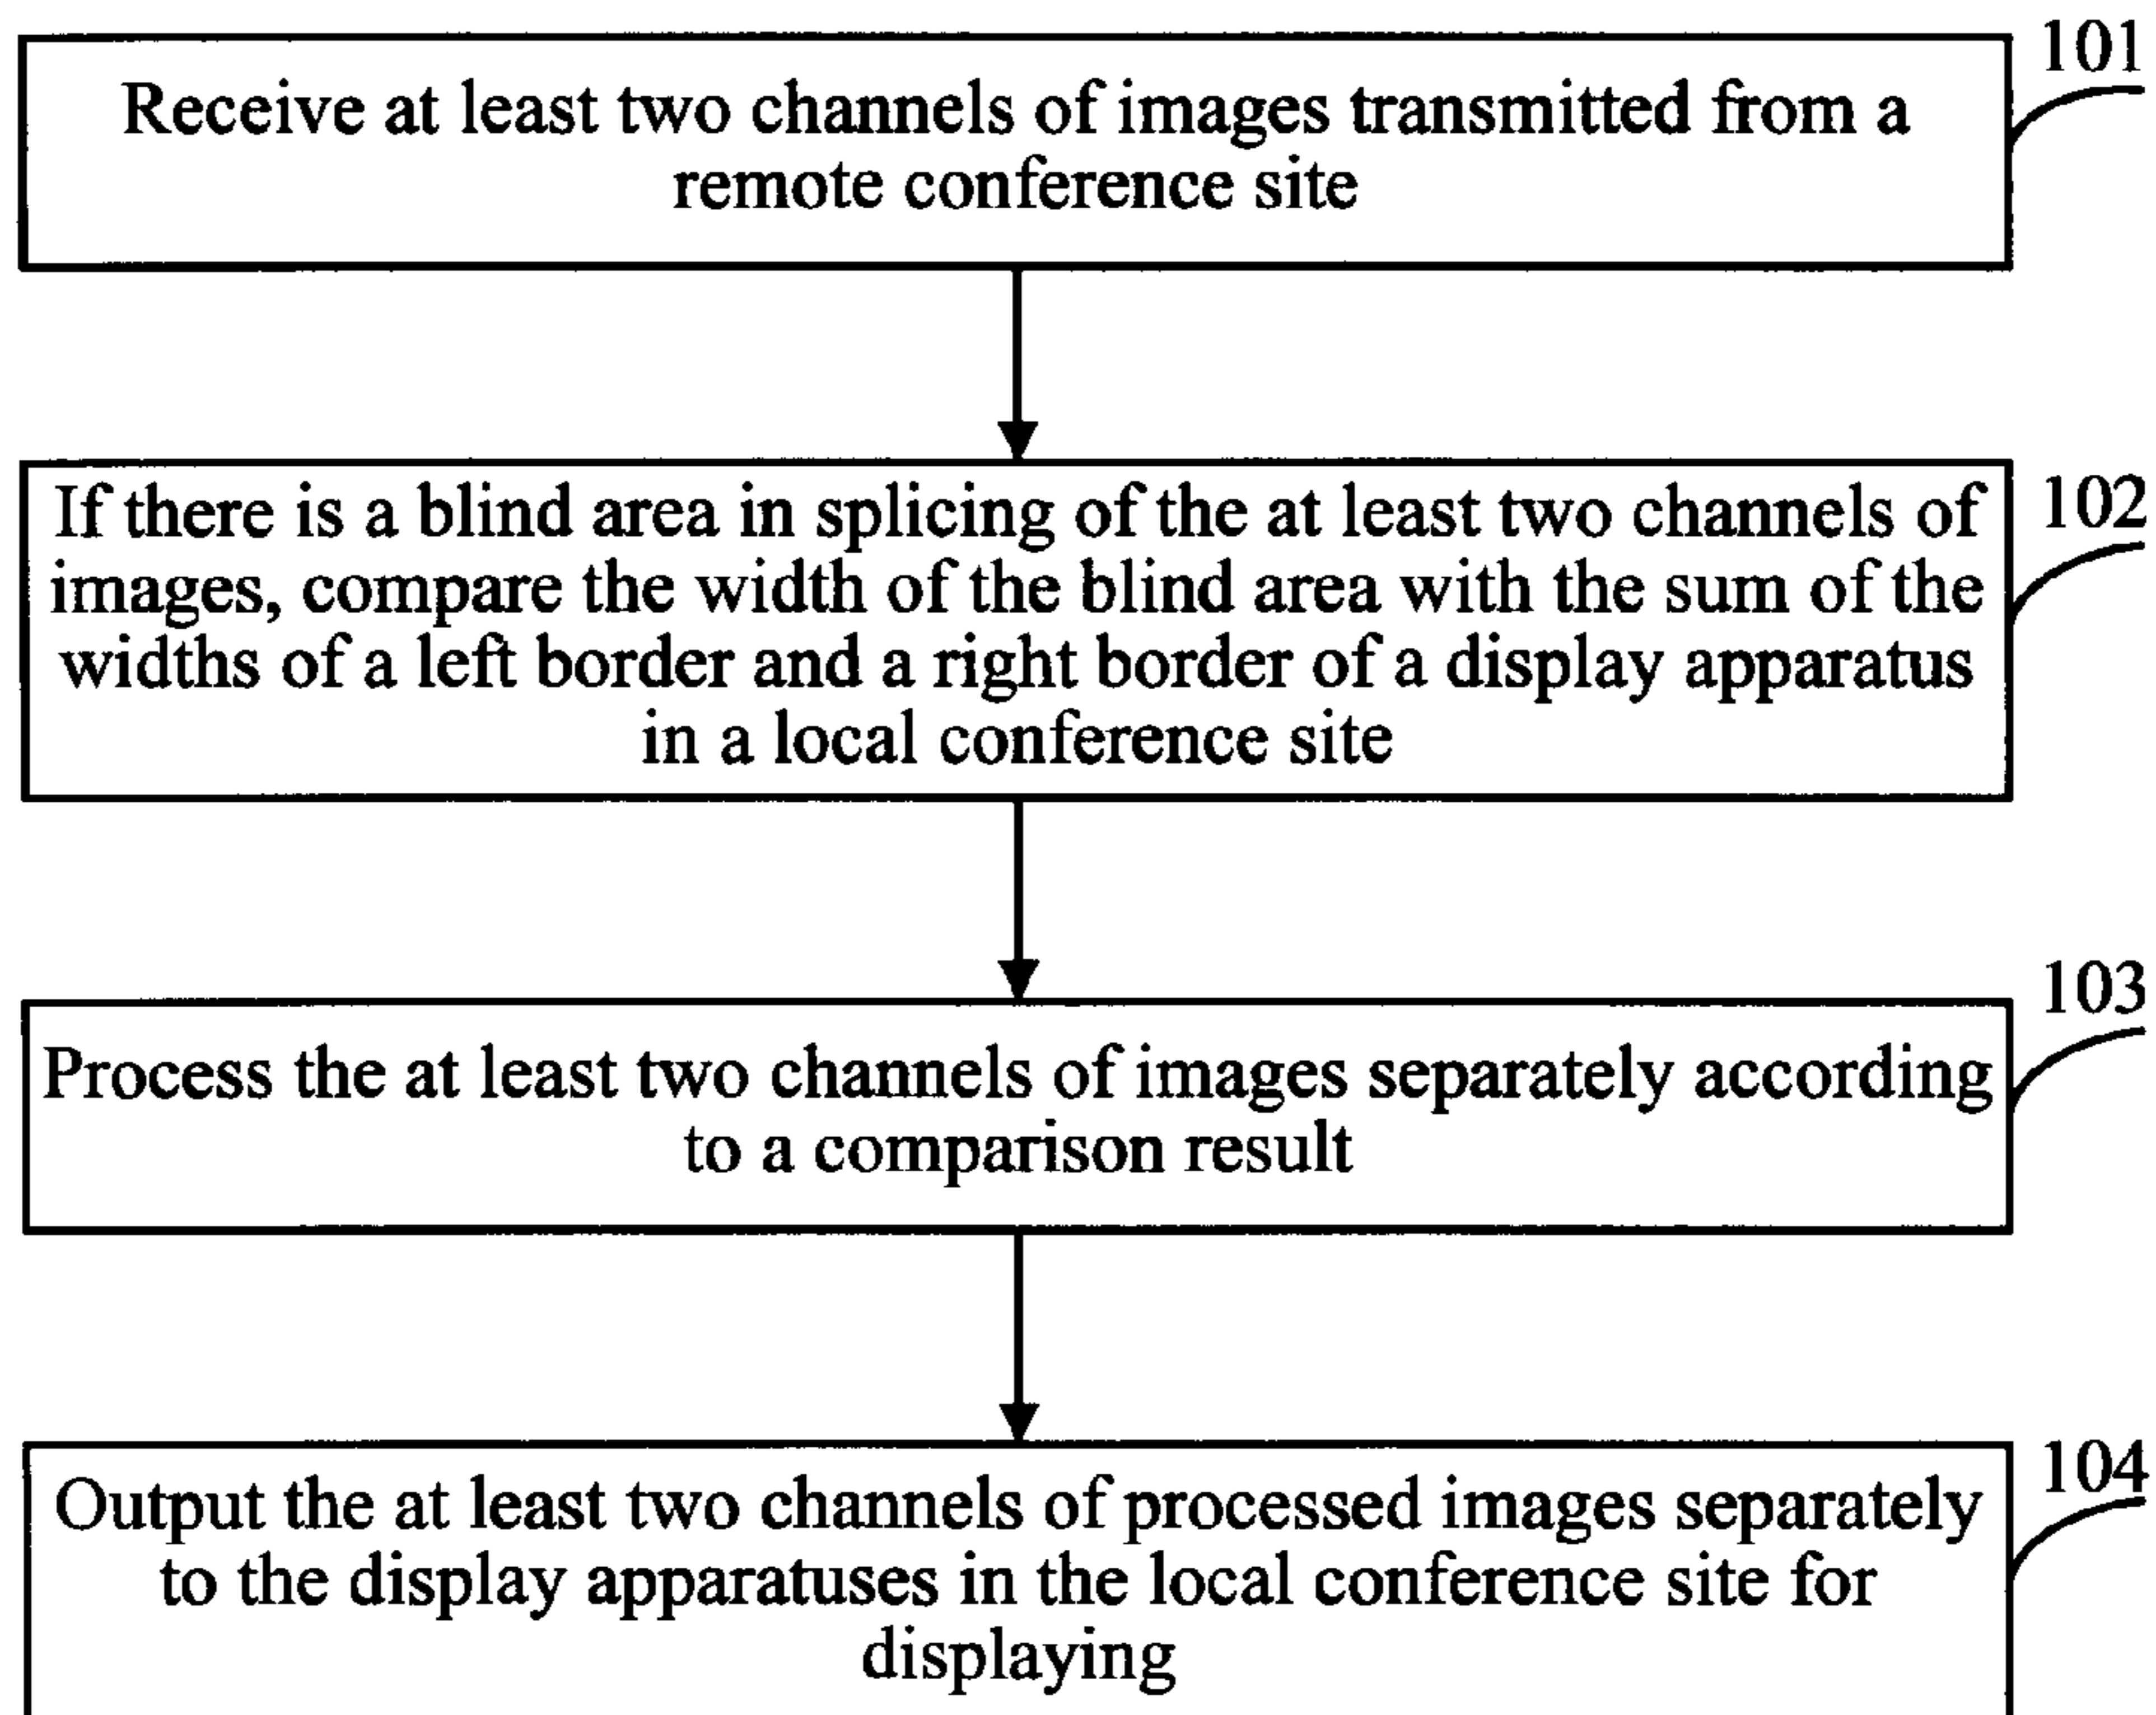 101
Receive at least two channels of images transmitted from a
remote conference site
102
If there is a blind area in splicing of the at least two channels of
images, compare the width of the blind area with the sum of the
widths of a left border and a right border of a display apparatus
in a local conference site
103
Process the at least two channels of images separately according
to a comparison result
104
Output the at least two channels of processed images separately
to the display apparatuses in the local conference site for
displaying